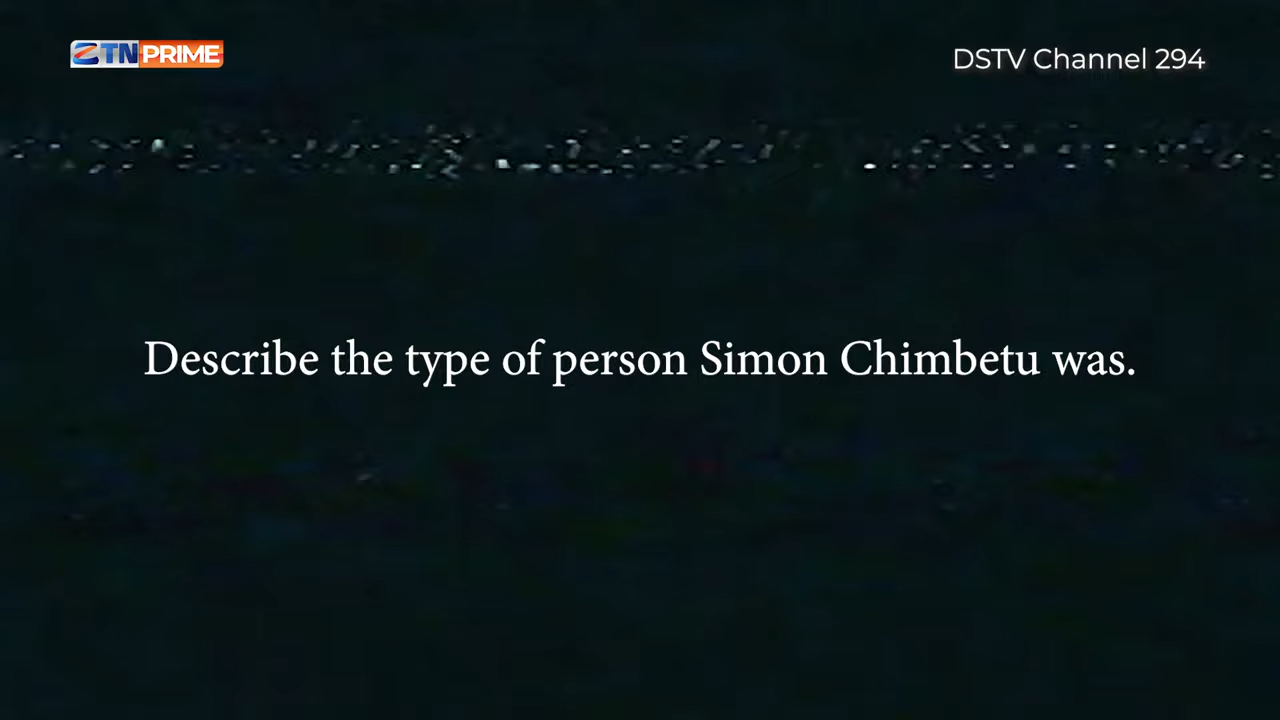 ZTN PRIME
DSTV Channel 294
Describe the type of person Simon Chimbetu was.